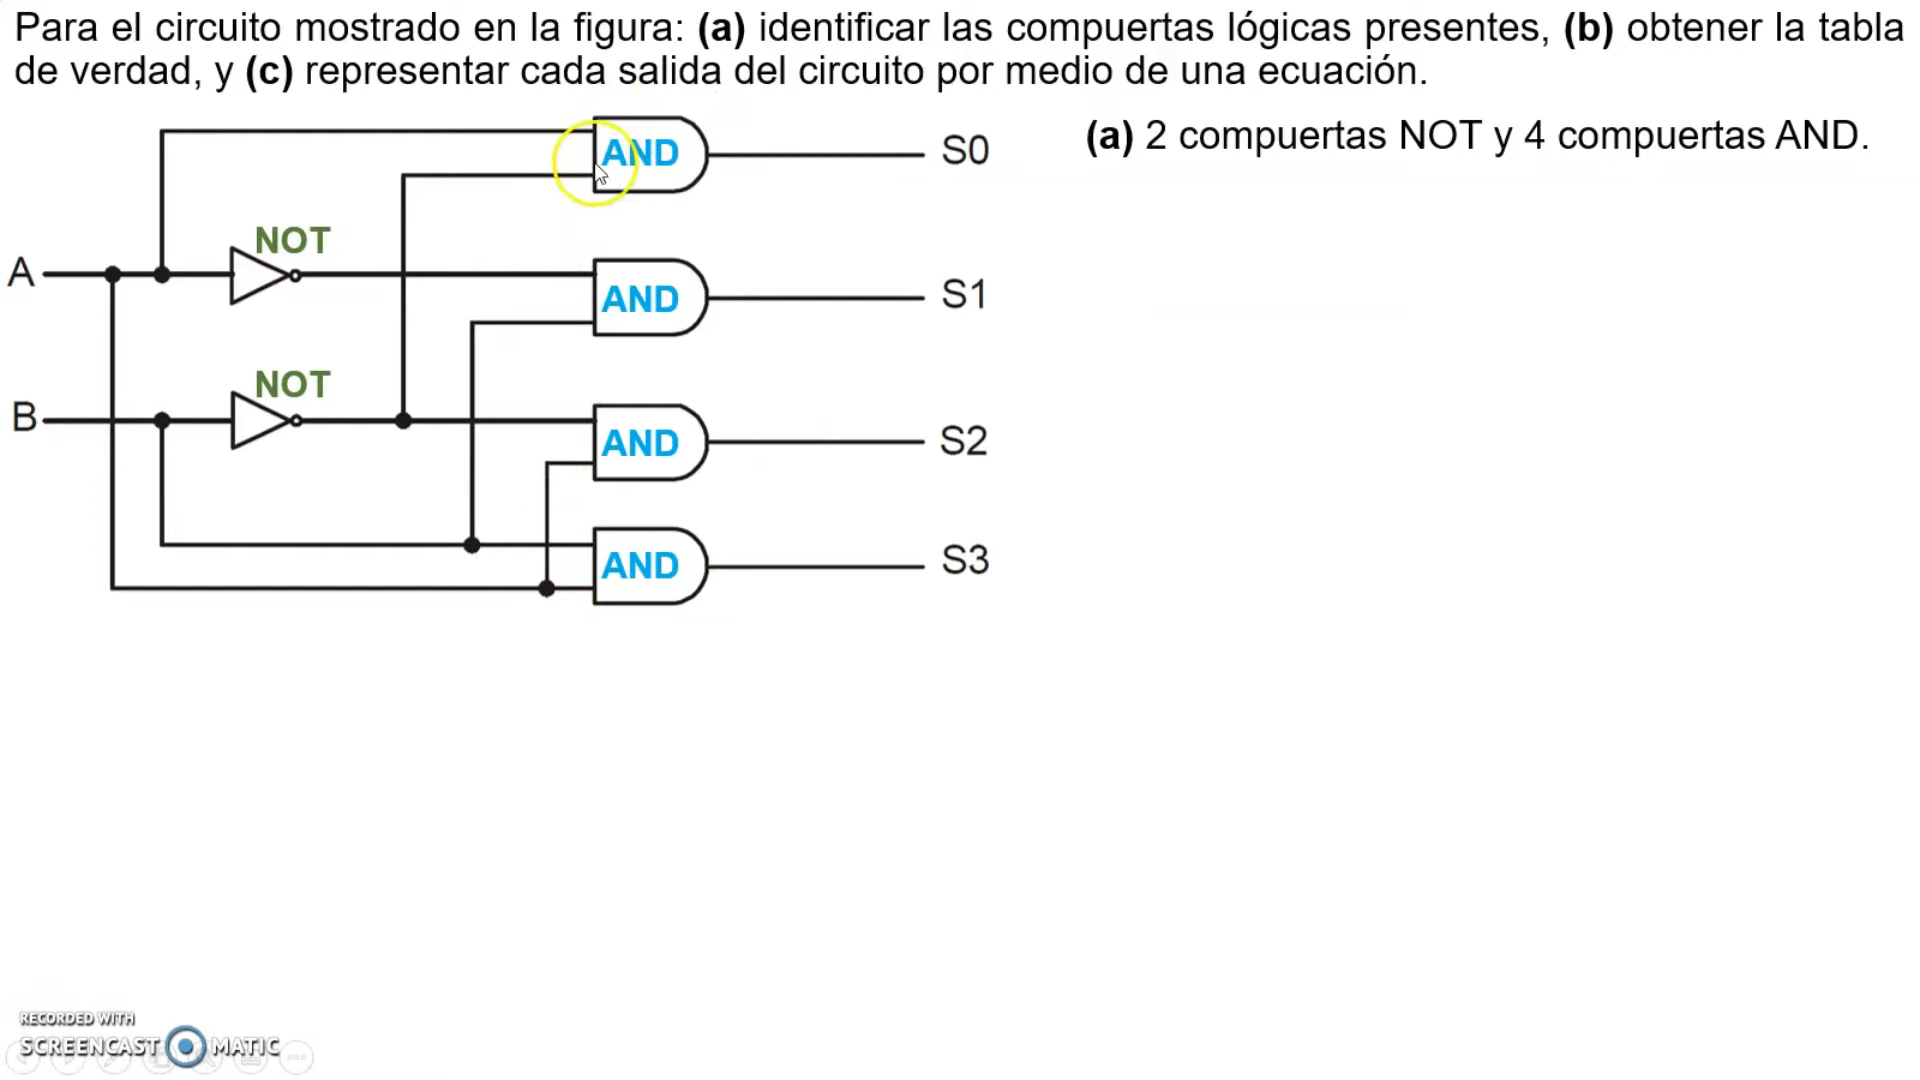 Para el circuito mostrado en la figura: (a) identificar las compuertas lógicas presentes, (b) obtener la tabla
de verdad, y (c) representar cada salida del circuito por medio de una ecuación.
(a) 2 compuertas NOT y 4 compuertas AND.
AND
S0
NOT
A
AND
S1
NOT
B
AND
S2
AND
S3
RECORDED WITH
SCREENCAST MATIC